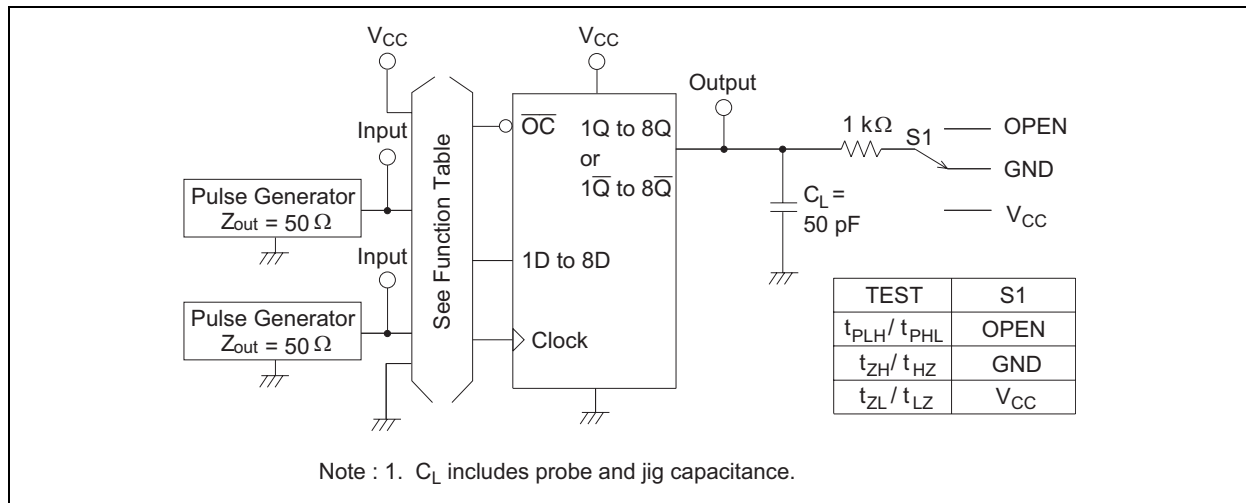 VCC
VCC
Output
Input
OC
1Q to 8Q
or
1Q to 8Q
1 kΩ
S1
OPEN
GND
VCC
CL =
50 pF
Pulse Generator
Zout = 50 Ω
See Function Table
Input
1D to 8D
Pulse Generator
Zout = 50 Ω
Clock
TEST S1
tPLH / tPHL OPEN
tZH / tHZ GND
tZL / tLZ VCC
Note : 1. CL includes probe and jig capacitance.